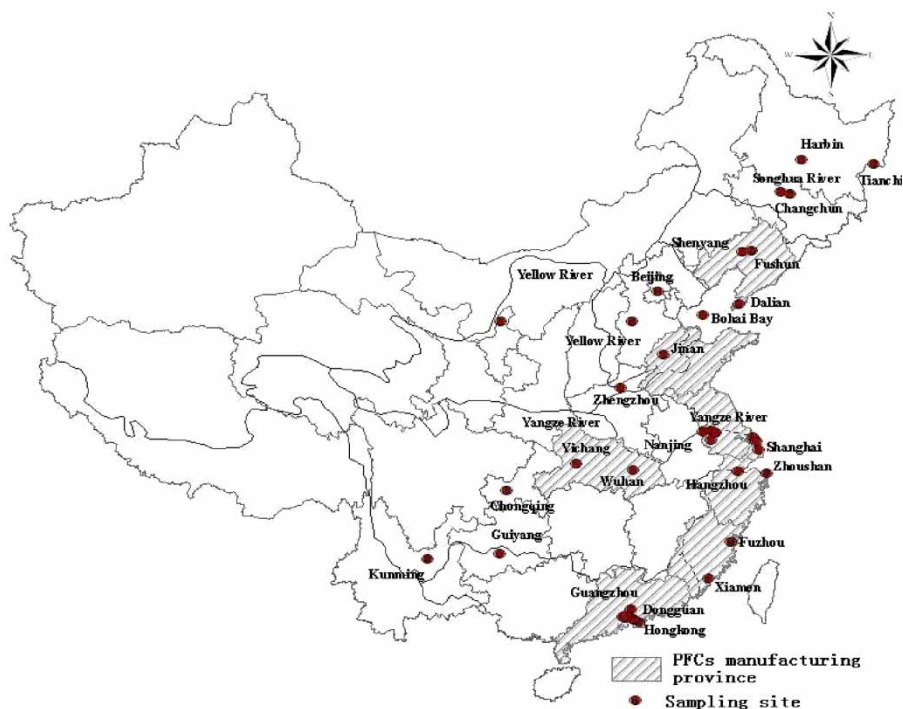 N
W
E
S
Harbin
Songhua River
Tianchi
Changchun
Shenyang
Fushun
Yellow River
Beijing
Dalian
Bohai Bay
Yellow River
Jinan
Zhengzhou
Yangze River
Yangze River
Nanjing
Shanghai
Yichang
Zhoushan
Wuhan
Hangzhou
Chongqing
Guiyang
Fuzhou
Kunming
Xiamen
Guangzhou
Dongguan
Hongkong
PFCs manufacturing
province
Sampling site